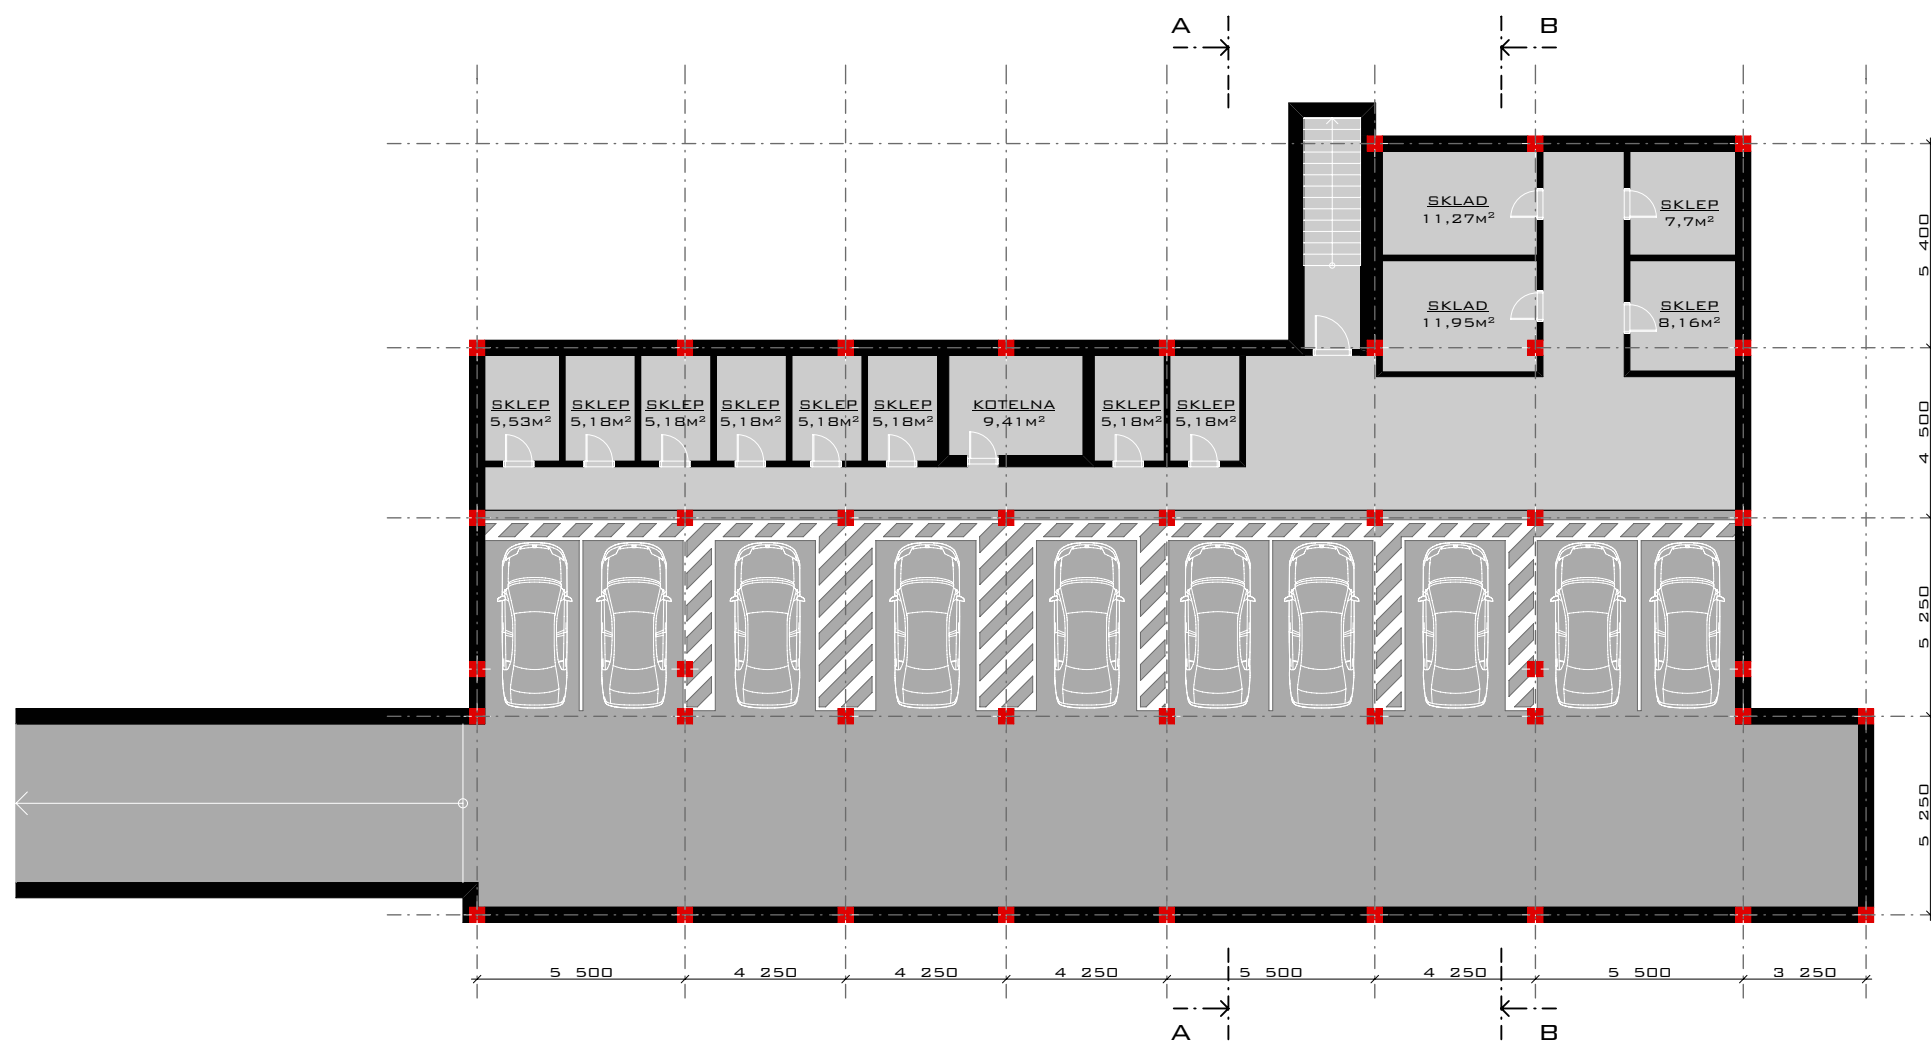 A
B
SKLAD
11,27M²
SKLEP
7,7M²
SKLAD
11,95M²
SKLEP
8,16M²
SKLEP
5,53M²
SKLEP
5,18M²
SKLEP
5,18M²
SKLEP
5,18M²
SKLEP
5,18M²
SKLEP
5,18M²
KOTELNA
9,41M²
SKLEP
5,18M²
SKLEP
5,18M²
5 400
4 500
5 250
5 250
5 500
4 250
4 250
4 250
5 500
4 250
5 500
3 250
A
B